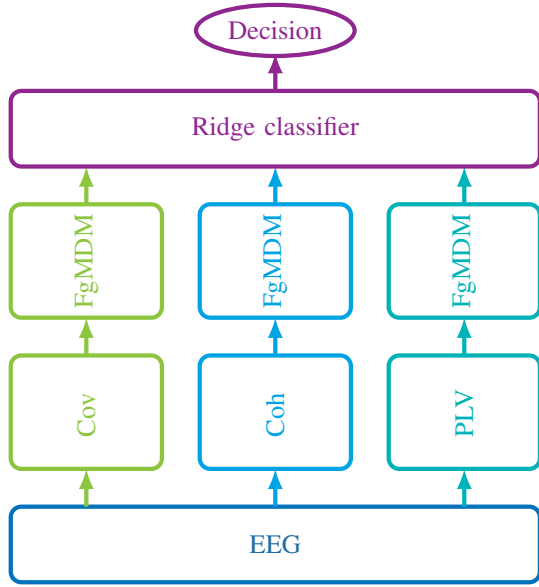 Decision
Ridge classifier
FgMDM
FgMDM
FgMDM
Cov
Coh
PLV
EEG